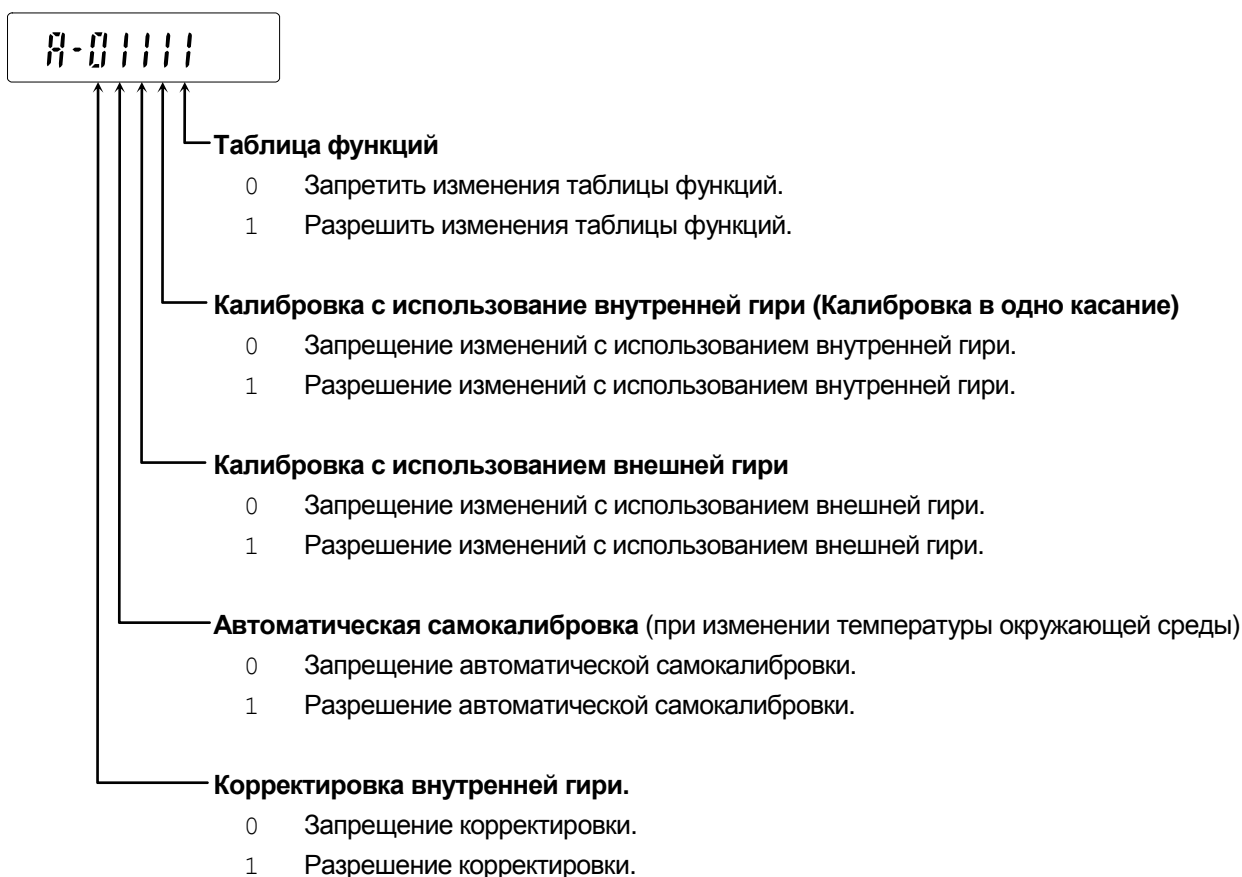 A-01111
Таблица функций
0 Запретить изменения таблицы функций.
1 Разрешить изменения таблицы функций.
Калибровка с использование внутренней гири (Калибровка в одно касание)
0 Запрещение изменений с использованием внутренней гири.
1 Разрешение изменений с использованием внутренней гири.
Калибровка с использованием внешней гири
0 Запрещение изменений с использованием внешней гири.
1 Разрешение изменений с использованием внешней гири.
Автоматическая самокалибровка (при изменении температуры окружающей среды)
0 Запрещение автоматической самокалибровки.
1 Разрешение автоматической самокалибровки.
Корректировка внутренней гири.
0 Запрещение корректировки.
1 Разрешение корректировки.